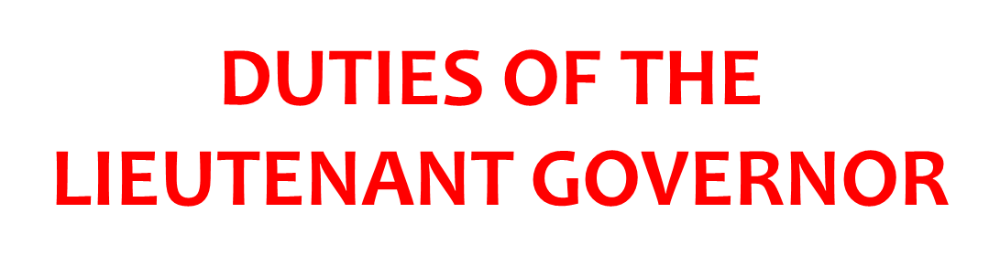 DUTIES OF THE
LIEUTENANT GOVERNOR